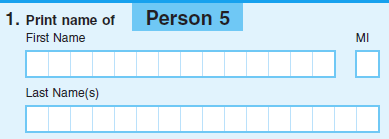 1. Print name of Person 5
First Name MI
Last Name(s)